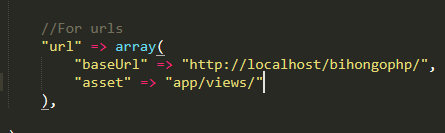 //For urls
"url" => array(
"baseUrl" => "http://localhost/bihongophp/",
"asset" => "app/views/"
),